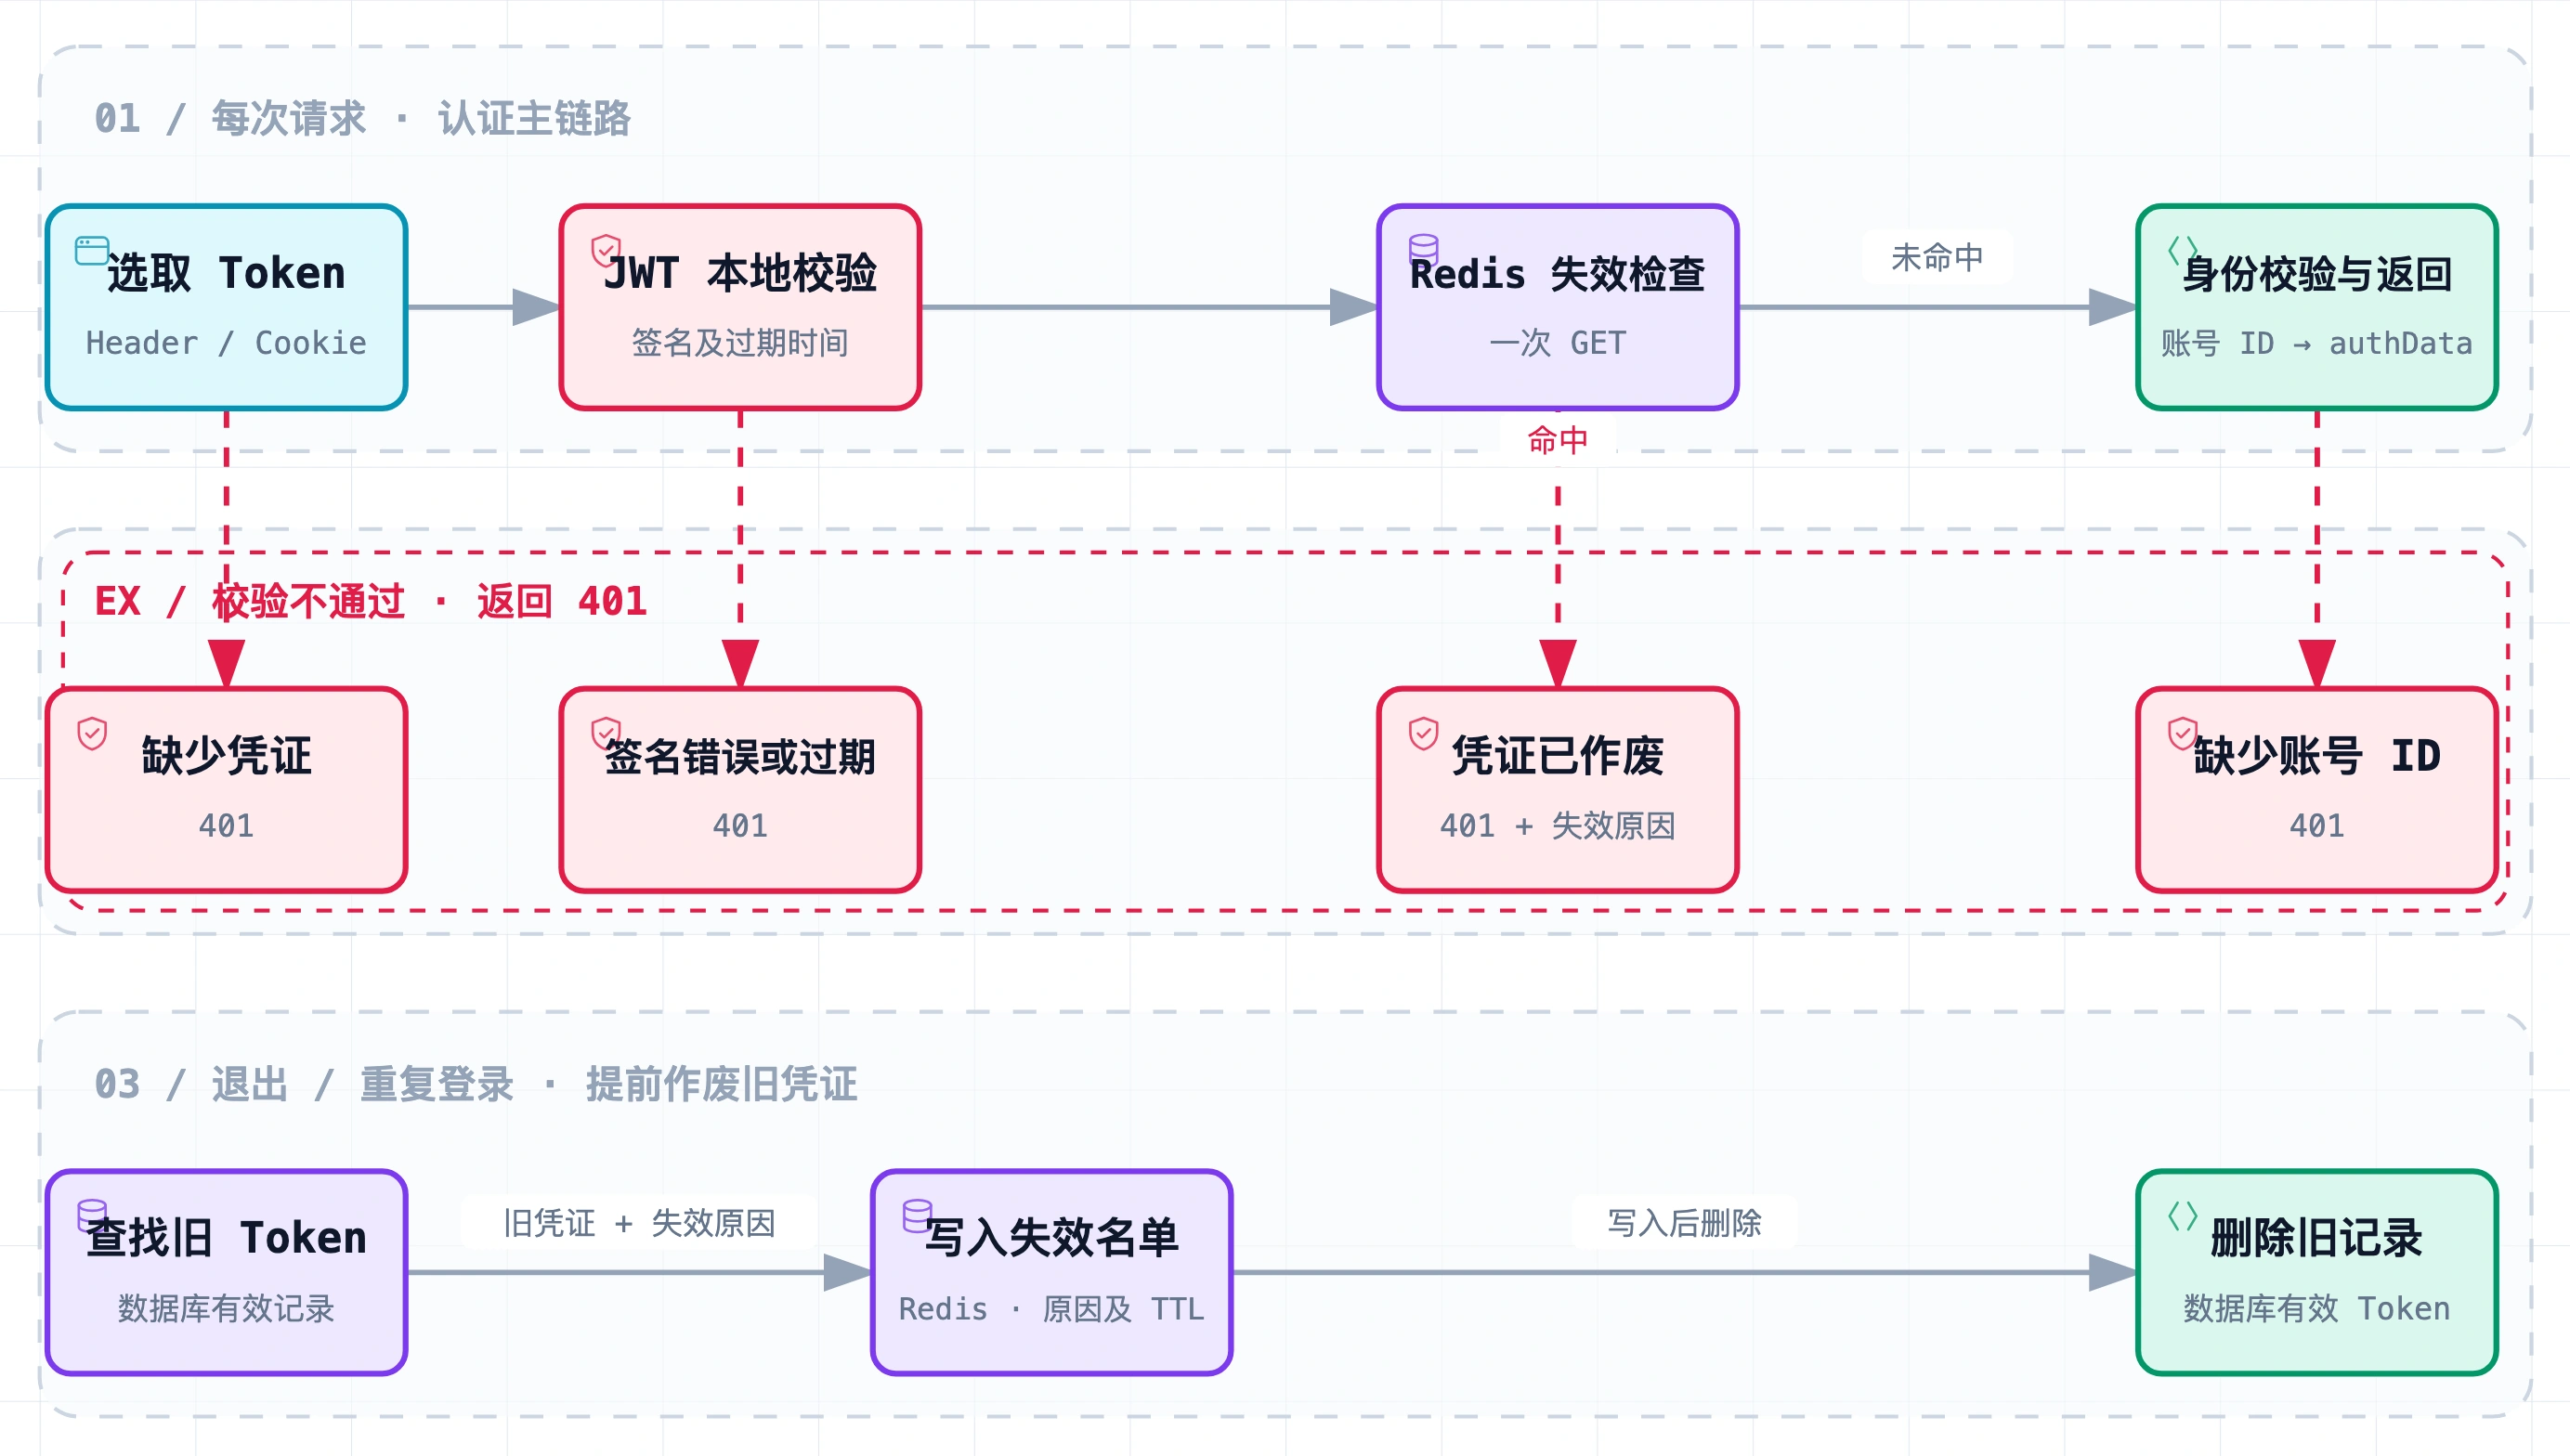 01 / 每次请求 · 认证主链路
选取 Token
Header / Cookie
JWT 本地校验
签名及过期时间
Redis 失效检查
一次 GET
未命中
身份校验与返回
账号 ID → authData
命中
EX / 校验不通过 · 返回 401
缺少凭证
401
签名错误或过期
401
凭证已作废
401 + 失效原因
缺少账号 ID
401
03 / 退出 / 重复登录 · 提前作废旧凭证
查找旧 Token
数据库有效记录
旧凭证 + 失效原因
写入失效名单
Redis · 原因及 TTL
写入后删除
删除旧记录
数据库有效 Token